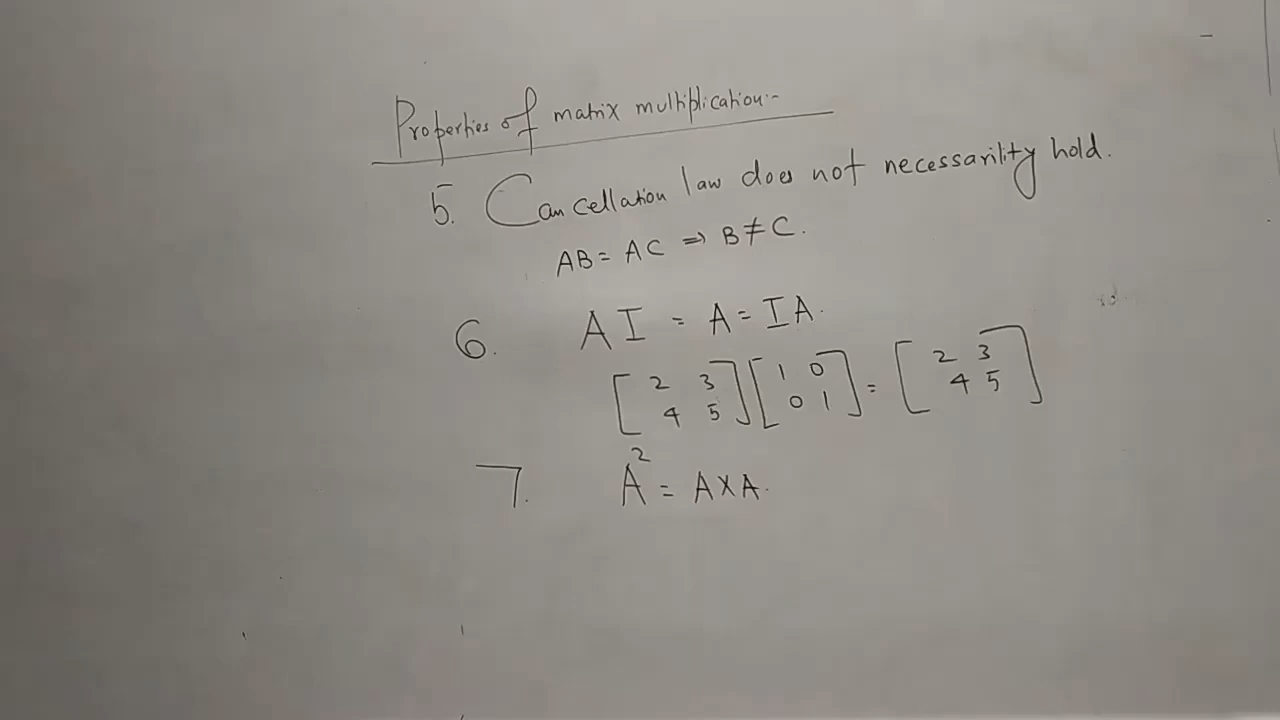 Properties of matrix multiplication:-
5. Cancellation law does not necessarility hold.
AB = AC ⇒ B ≠ C.
6. AI = A = IA.
[2 3 4 5] [1 0 0 1] = [2 3 4 5]
7. A² = A×A.